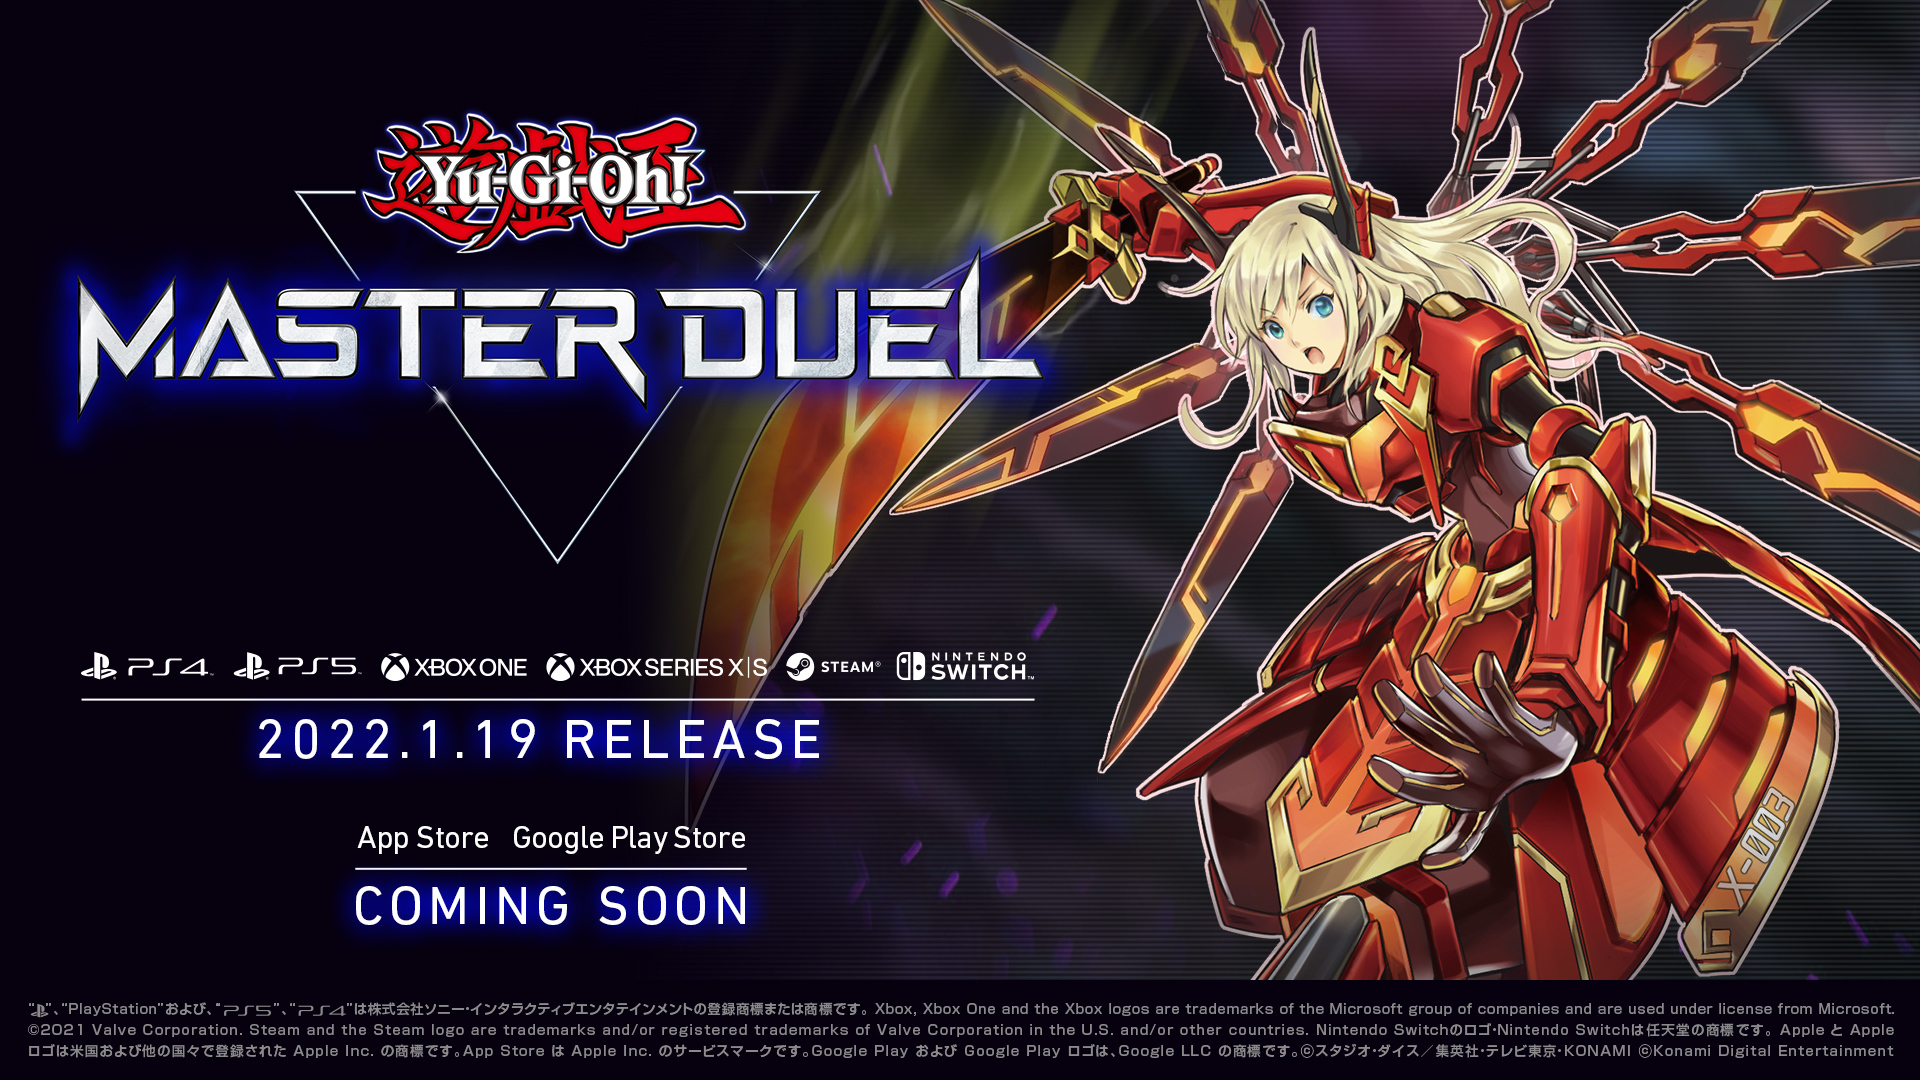 遊戯王
Yu-Gi-Oh!
MASTER DUEL
PS4™ PS5™ XBOX ONE XBOX SERIES X|S STEAM® NINTENDO SWITCH™
2022.1.19 RELEASE
App Store Google Play Store
COMING SOON
X-003
"PS"、"PlayStation"および、"PS5"、"PS4"は株式会社ソニー・インタラクティブエンタテインメントの登録商標または商標です。 Xbox, Xbox One and the Xbox logos are trademarks of the Microsoft group of companies and are used under license from Microsoft.
©2021 Valve Corporation. Steam and the Steam logo are trademarks and/or registered trademarks of Valve Corporation in the U.S. and/or other countries. Nintendo Switchのロゴ・Nintendo Switchは任天堂の商標です。 Apple と Apple
ロゴは米国および他の国々で登録された Apple Inc. の商標です。App Store は Apple Inc. のサービスマークです。Google Play および Google Play ロゴは、Google LLC の商標です。©スタジオ・ダイス／集英社・テレビ東京・KONAMI ©Konami Digital Entertainment